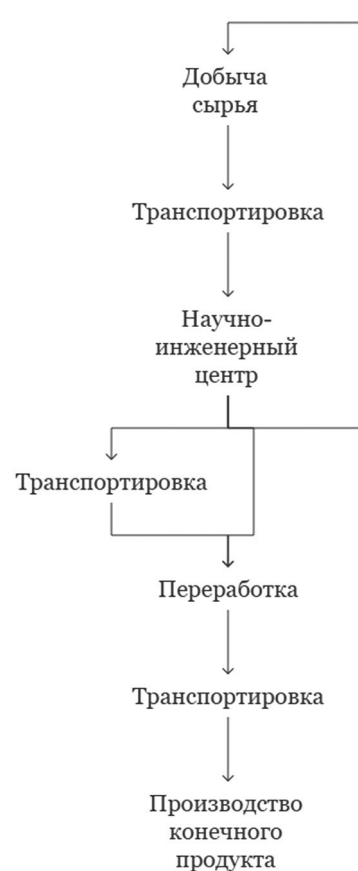 Добыча
сырья
Транспортировка
Научно-
инженерный
центр
Транспортировка
Переработка
Транспортировка
Производство
конечного
продукта